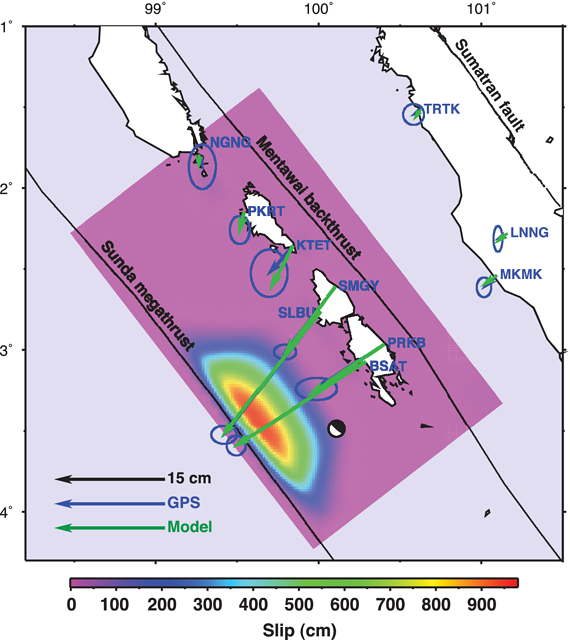 99° 100° 101°
1°
Sumatran fault
TRTK
NGNG
Mentawai backthrust
2°
PKRT
LNNG
KTET
MKMK
Sunda megathrust
SMGY
SLBU
3°
PRKB
BSAT
15 cm
GPS
4°
Model
0 100 200 300 400 500 600 700 800 900
Slip (cm)